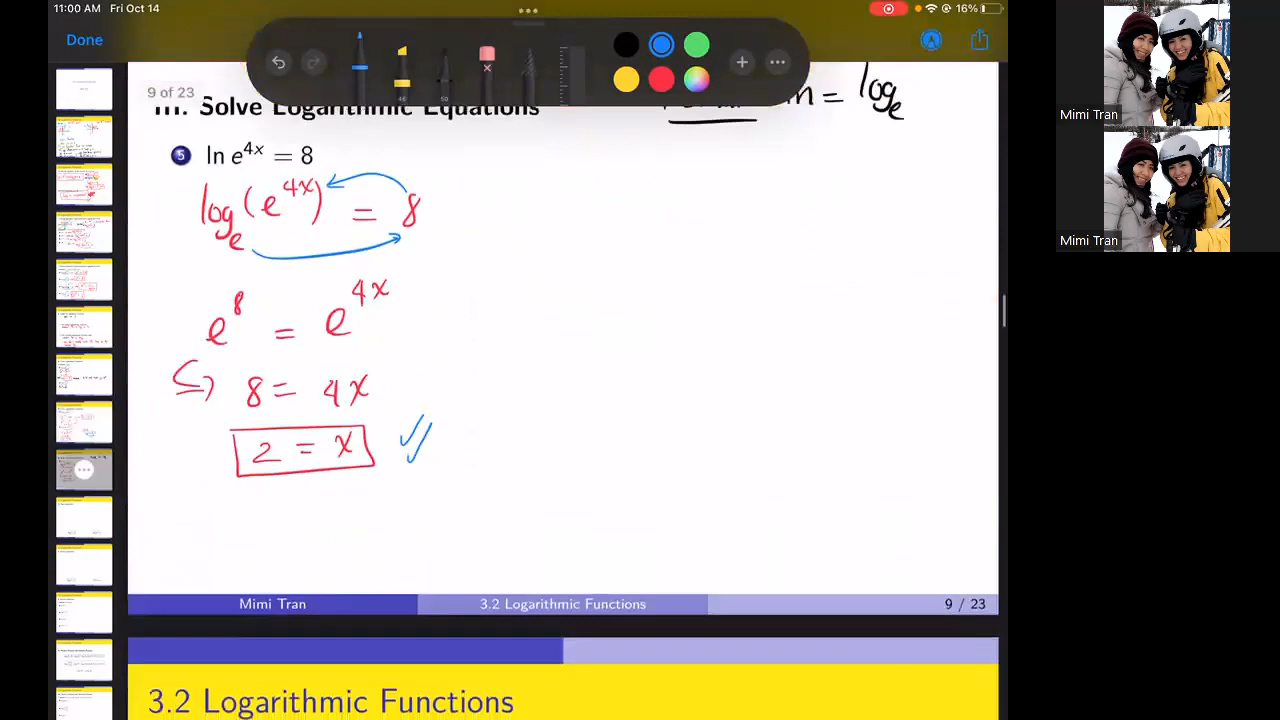 11:00 AM Fri Oct 14
16%
Done
9 of 23
III. Solve Logarithmic Equations
= log_e
5 ln e^{4x} = 8
log_e (e^{4x}) = 8
e^8 = e^{4x}
↪ 8 = 4x
2 = x ✓✓
Mimi Tran 3.2 Logarithmic Functions 9 / 23
3.2 Logarithmic Functions
Mimi Tran
Mimi Tran